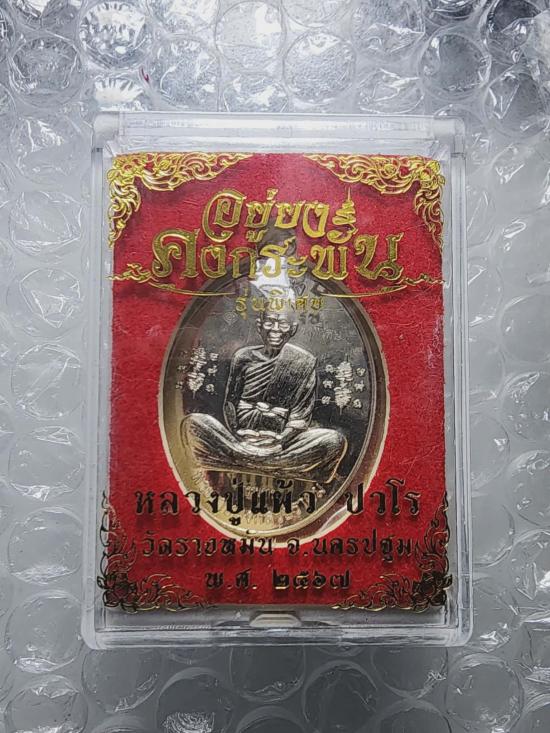 อยู่ยง
คงกระพัน
รุ่นพิเศษ
หลวงปู่แผ้ว ปวโร
วัดรางหมัน จ.นครปฐม
พ.ศ. ๒๕๖๗